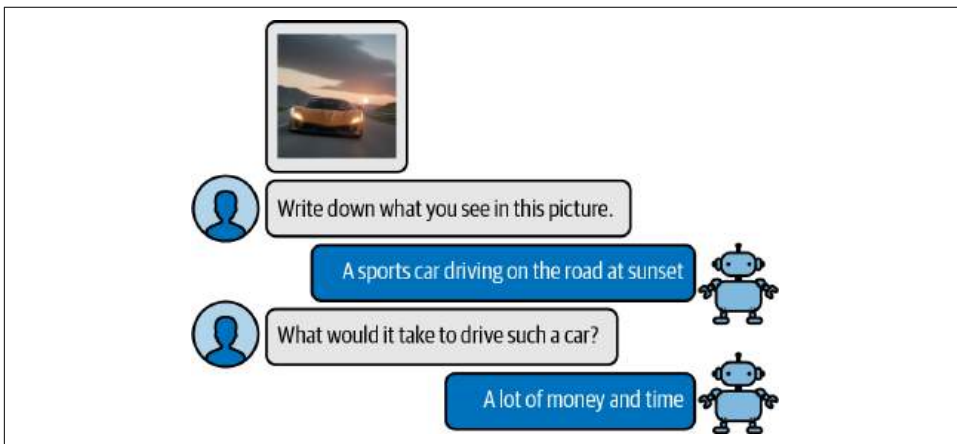 Write down what you see in this picture.
A sports car driving on the road at sunset
What would it take to drive such a car?
A lot of money and time